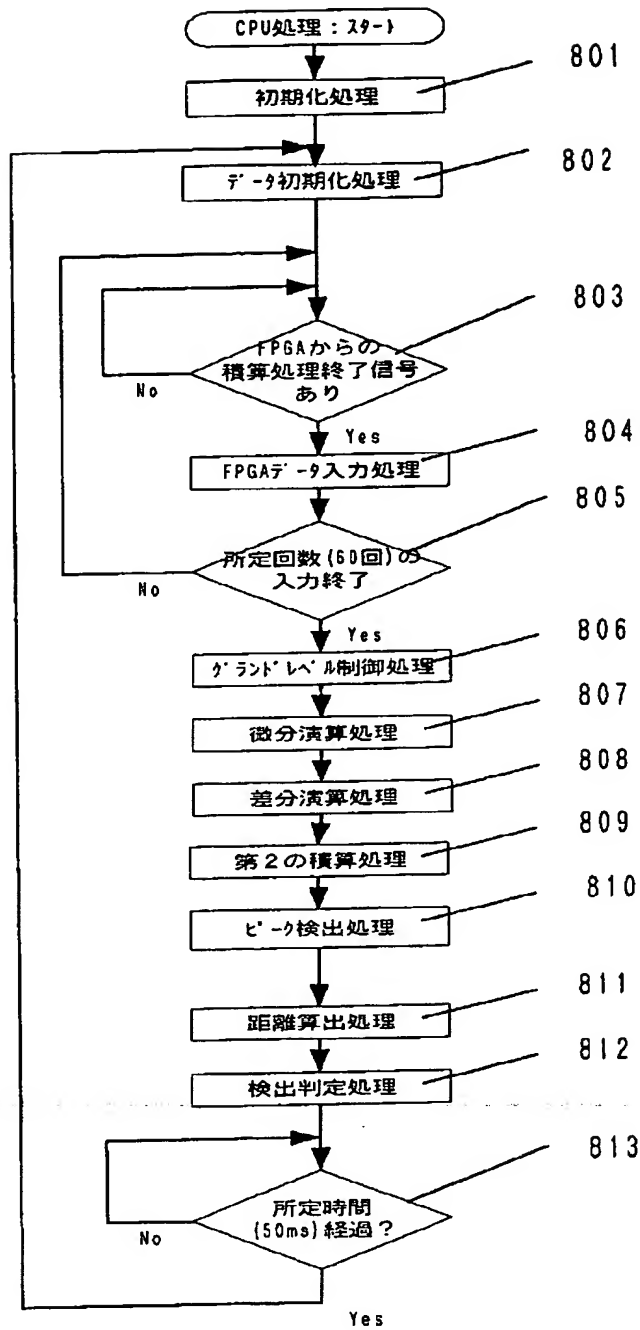 CPU処理:スタート
801
初期化処理
802
データ初期化処理
803
FPGAからの
積算処理終了信号
あり
No
Yes
804
FPGAデータ入力処理
805
所定回数(60回)の
入力終了
No
Yes
806
グランドレベル制御処理
807
微分演算処理
808
差分演算処理
809
第2の積算処理
810
ピーク検出処理
811
距離算出処理
812
検出判定処理
813
所定時間
(50ms)経過?
No
Yes